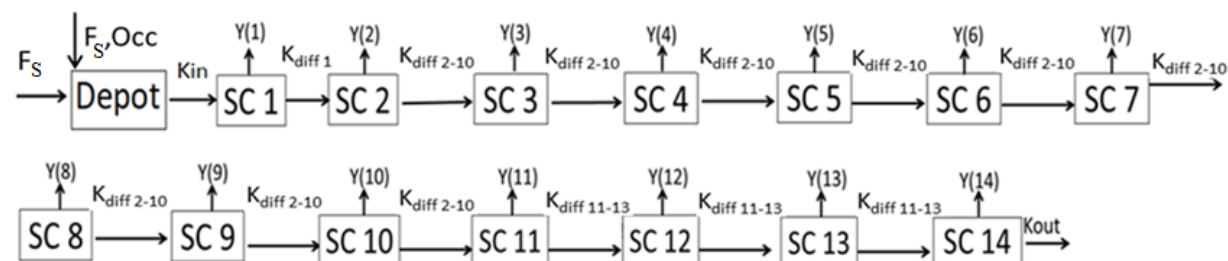 F_S F_S,Occ Y(1) Y(2) Y(3) Y(4) Y(5) Y(6) Y(7)
Kin K_diff 1 K_diff 2-10 K_diff 2-10 K_diff 2-10 K_diff 2-10 K_diff 2-10 K_diff 2-10
Depot SC 1 SC 2 SC 3 SC 4 SC 5 SC 6 SC 7
Y(8) Y(9) Y(10) Y(11) Y(12) Y(13) Y(14)
K_diff 2-10 K_diff 2-10 K_diff 2-10 K_diff 11-13 K_diff 11-13 K_diff 11-13 Kout
SC 8 SC 9 SC 10 SC 11 SC 12 SC 13 SC 14